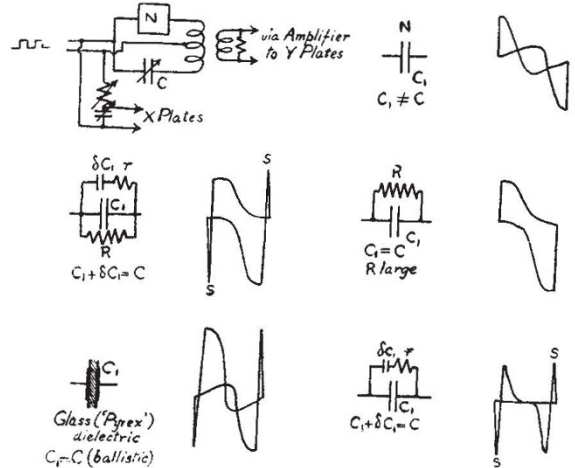 N
via Amplifier
to Y Plates
C
X Plates
N
C₁
C₁ ≠ C
δC₁ r
C₁
R
C₁ + δC₁ = C
S
S
R
C₁
C₁ = C
R large
C₁
Glass ('Pyrex')
dielectric
C₁ = C (ballistic)
δC₁ r
C₁
C₁ + δC₁ = C
S
S